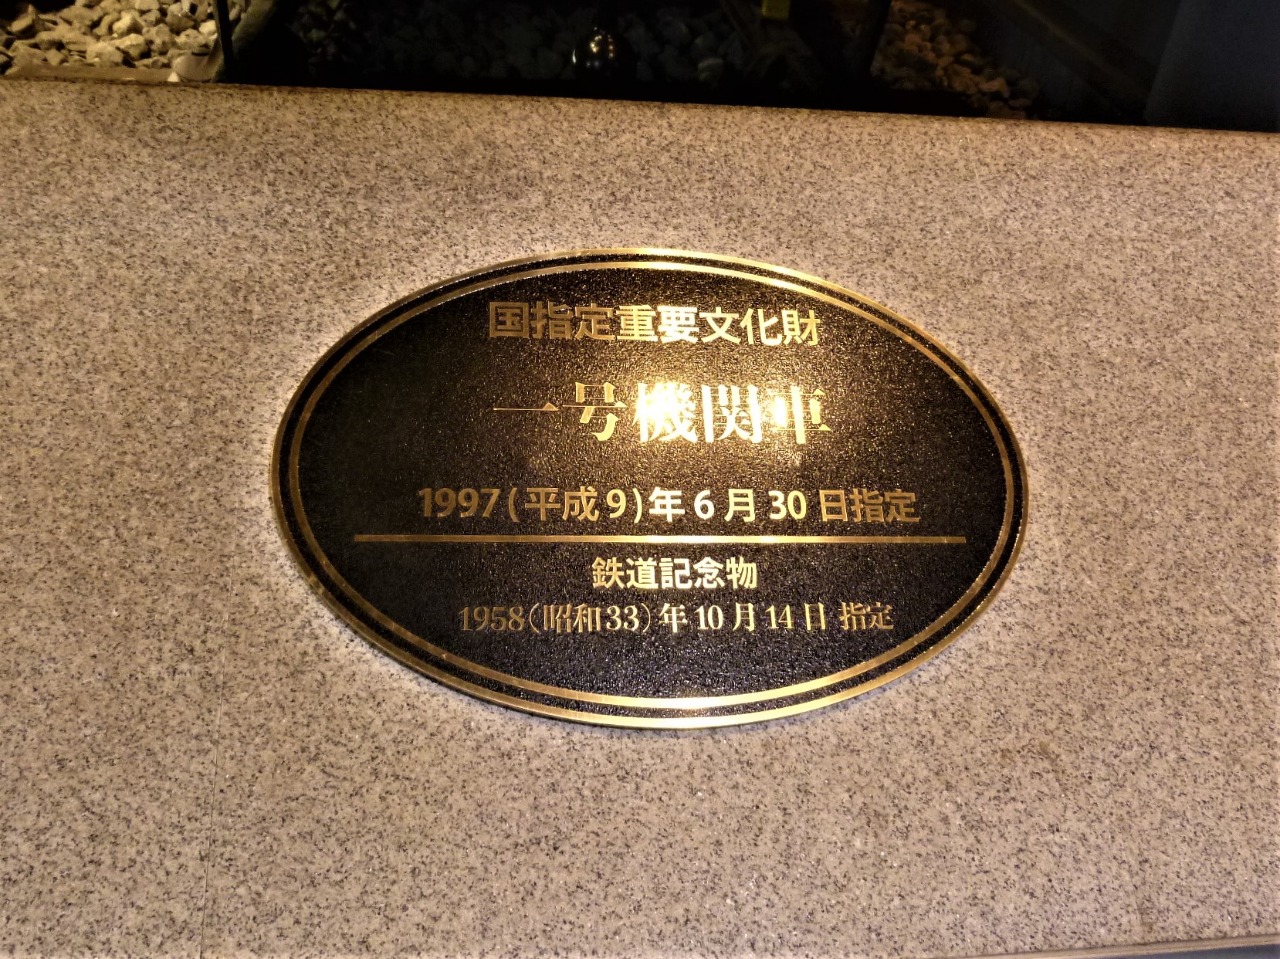 国指定重要文化財
一号機関車
1997(平成9)年6月30日指定
鉄道記念物
1958(昭和33)年10月14日 指定